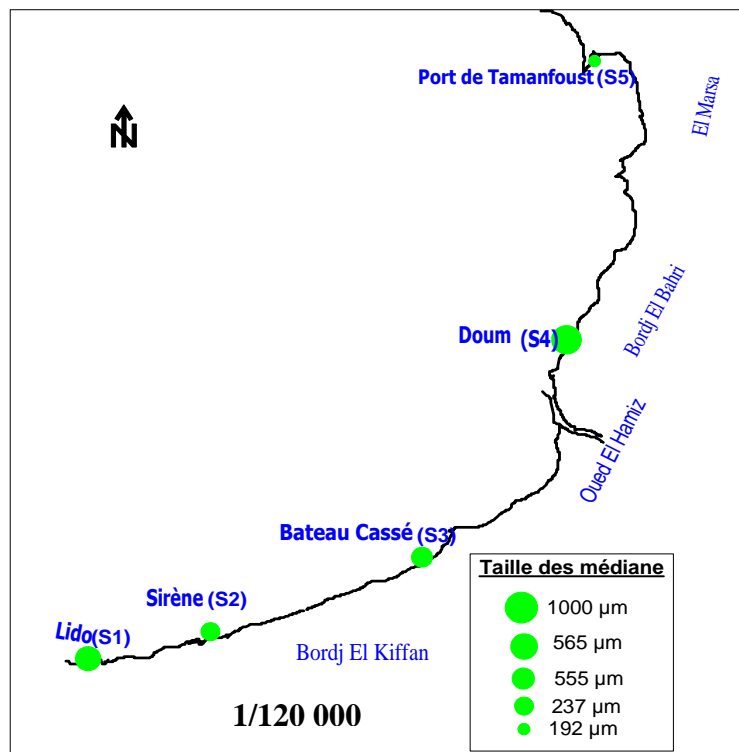 Port de Tamanfoust (S5)
El Marsa
N
Bordj El Bahri
Doum (S4)
Oued El Hamiz
Bateau Cassé (S3)
Sirène (S2)
Lido(S1)
Bordj El Kiffan
1/120 000
Taille des médiane
1000 µm
565 µm
555 µm
237 µm
192 µm